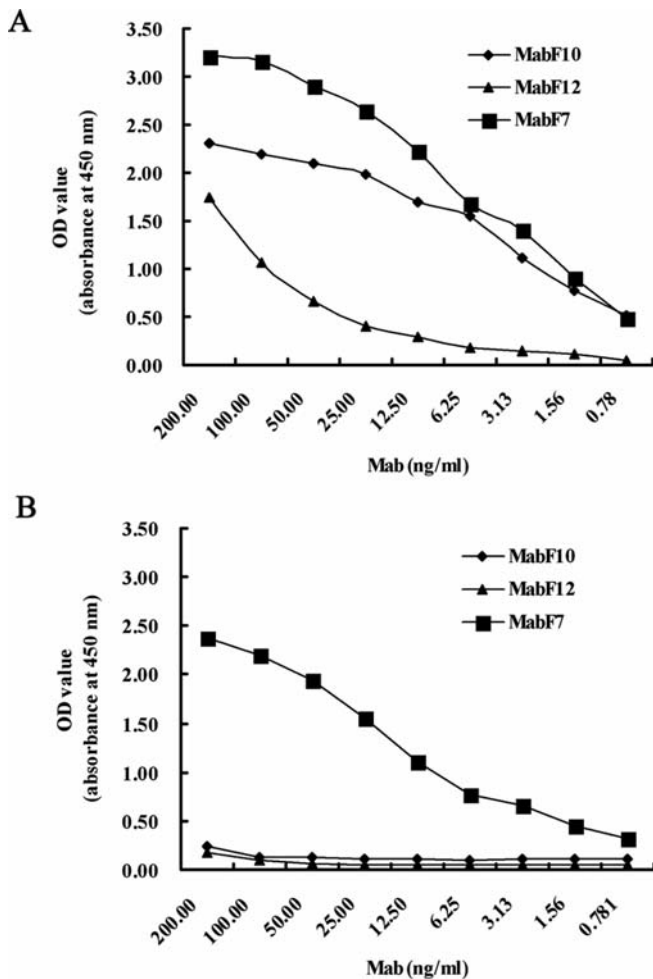 A
3.50
3.00
2.50
2.00
1.50
1.00
0.50
0.00
OD value
(absorbance at 450 nm)
MabF10
MabF12
MabF7
200.00
100.00
50.00
25.00
12.50
6.25
3.13
1.56
0.78
Mab (ng/ml)
B
3.50
3.00
2.50
2.00
1.50
1.00
0.50
0.00
OD value
(absorbance at 450 nm)
MabF10
MabF12
MabF7
200.00
100.00
50.00
25.00
12.50
6.25
3.13
1.56
0.781
Mab (ng/ml)